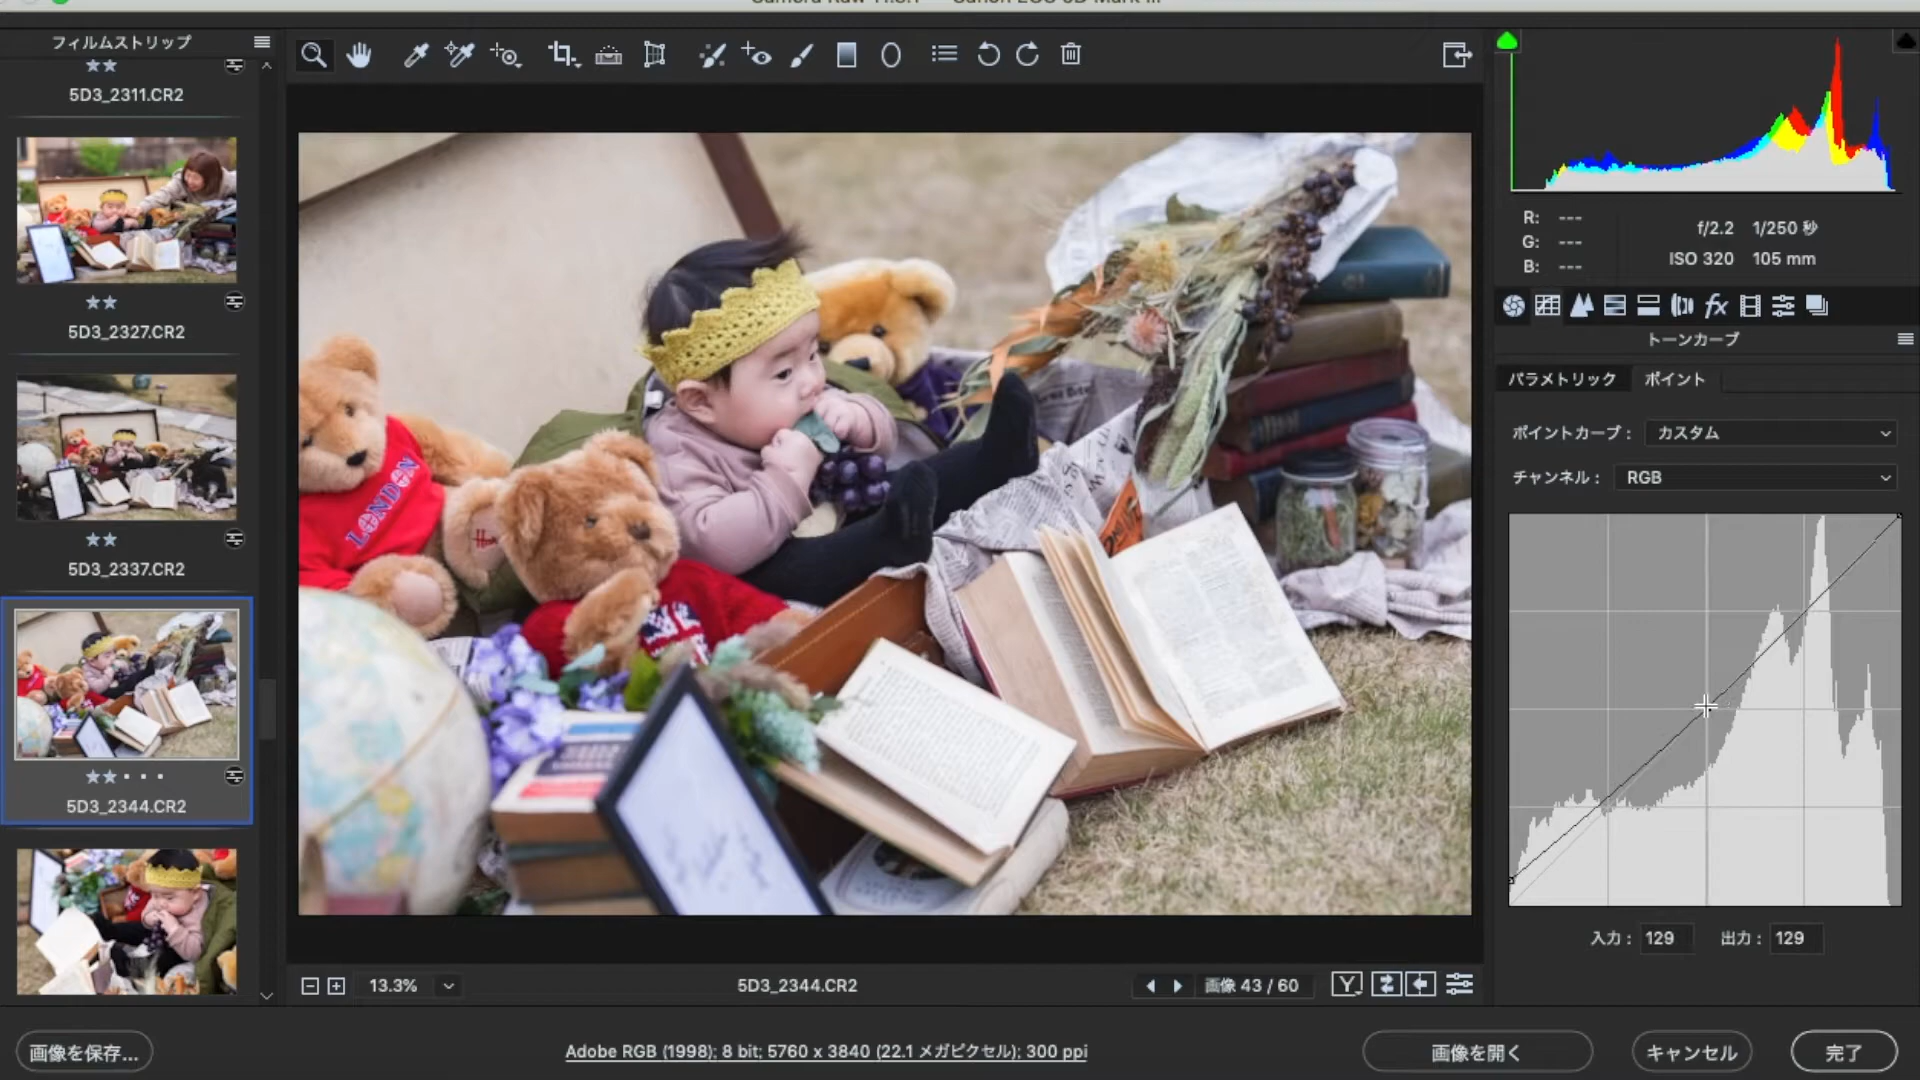 フィルムストリップ
5D3_2311.CR2
5D3_2327.CR2
5D3_2337.CR2
5D3_2344.CR2
LONDON
13.3%
5D3_2344.CR2
画像 43 / 60
画像を保存...
Adobe RGB (1998); 8 bit; 5760 x 3840 (22.1 メガピクセル); 300 ppi
画像を開く
キャンセル
完了
R: ---
G: ---
B: ---
f/2.2 1/250 秒
ISO 320 105 mm
fx
トーンカーブ
パラメトリック
ポイント
ポイントカーブ : カスタム
チャンネル : RGB
入力 : 129
出力 : 129